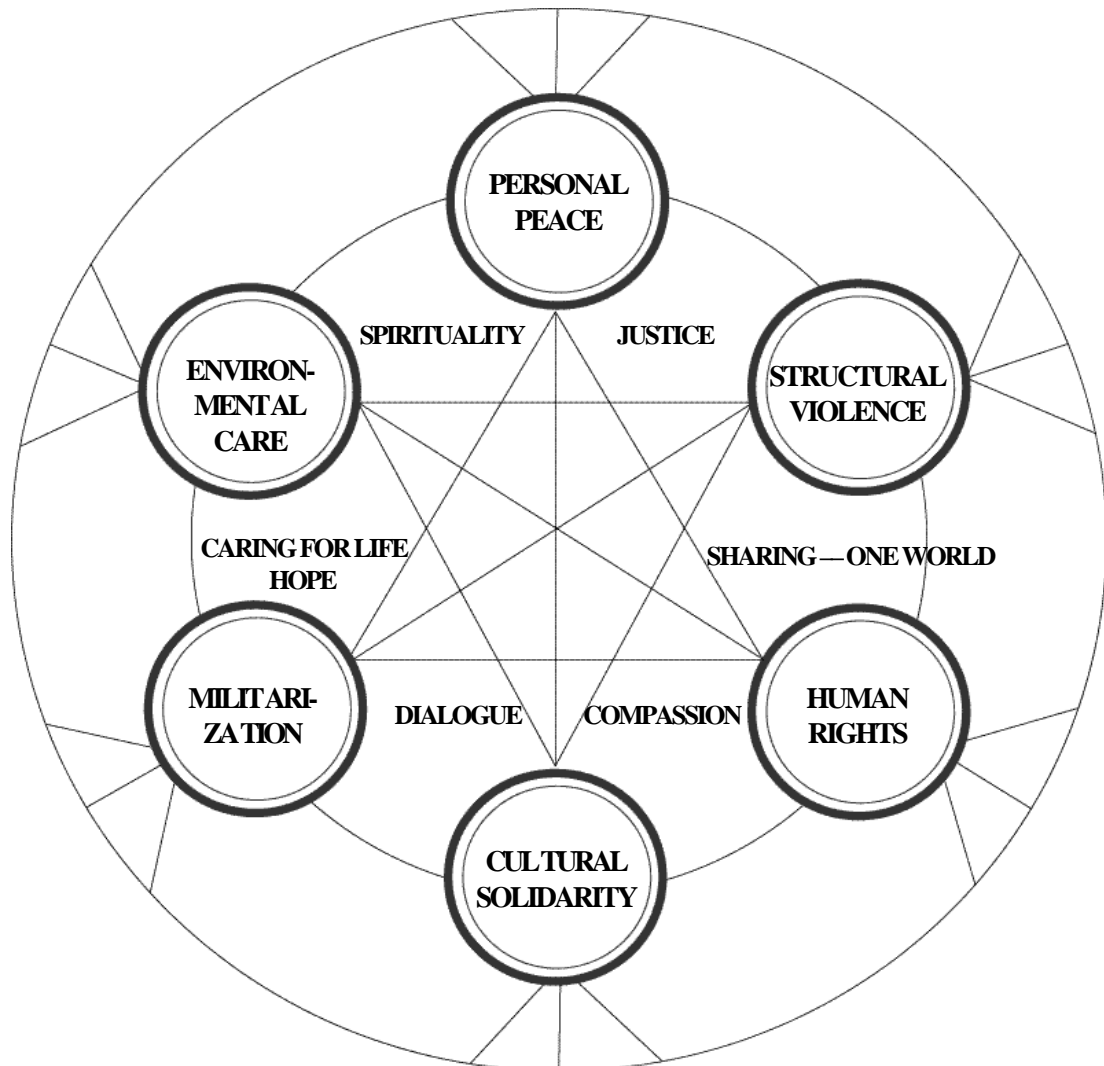 PERSONAL
PEACE
SPIRITUALITY
JUSTICE
ENVIRON-
MENTAL
CARE
STRUCTURAL
VIOLENCE
CARING FOR LIFE
HOPE
SHARING — ONE WORLD
MILITARI-
ZATION
DIALOGUE
COMPASSION
HUMAN
RIGHTS
CULTURAL
SOLIDARITY